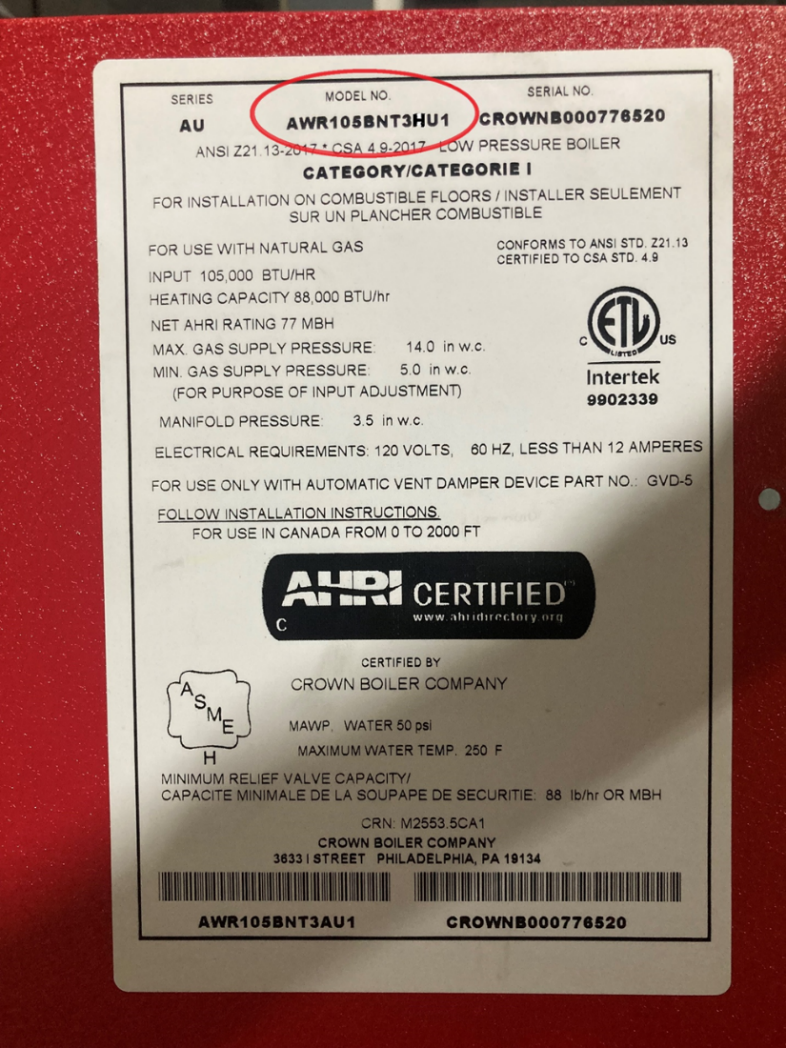 SERIES MODEL NO. SERIAL NO.
AU AWR105BNT3HU1 CROWNB000776520
ANSI Z21.13-2017 * CSA 4.9-2017 LOW PRESSURE BOILER
CATEGORY/CATEGORIE I
FOR INSTALLATION ON COMBUSTIBLE FLOORS / INSTALLER SEULEMENT
SUR UN PLANCHER COMBUSTIBLE
FOR USE WITH NATURAL GAS
CONFORMS TO ANSI STD. Z21.13
CERTIFIED TO CSA STD. 4.9
INPUT 105,000 BTU/HR
HEATING CAPACITY 88,000 BTU/hr
NET AHRI RATING 77 MBH
MAX. GAS SUPPLY PRESSURE: 14.0 in w.c.
MIN. GAS SUPPLY PRESSURE: 5.0 in w.c.
(FOR PURPOSE OF INPUT ADJUSTMENT)
MANIFOLD PRESSURE: 3.5 in w.c.
C ETL US
LISTED
Intertek
9902339
ELECTRICAL REQUIREMENTS: 120 VOLTS, 60 HZ, LESS THAN 12 AMPERES
FOR USE ONLY WITH AUTOMATIC VENT DAMPER DEVICE PART NO.: GVD-5
FOLLOW INSTALLATION INSTRUCTIONS
FOR USE IN CANADA FROM 0 TO 2000 FT
AHRI CERTIFIED™
C www.ahridirectory.org
CERTIFIED BY
CROWN BOILER COMPANY
ASME
H
MAWP. WATER 50 psi
MAXIMUM WATER TEMP. 250 F
MINIMUM RELIEF VALVE CAPACITY/
CAPACITE MINIMALE DE LA SOUPAPE DE SECURITIE: 88 lb/hr OR MBH
CRN: M2553.5CA1
CROWN BOILER COMPANY
3633 I STREET PHILADELPHIA, PA 19134
AWR105BNT3AU1 CROWNB000776520